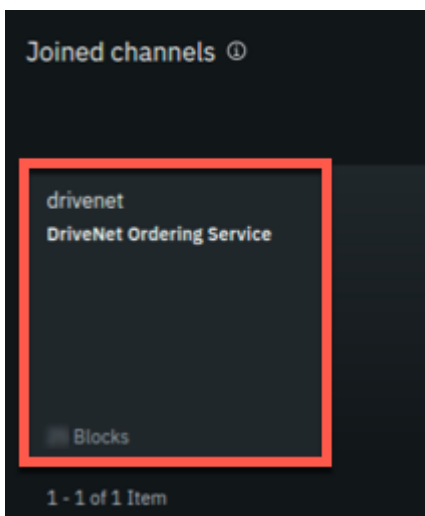 Joined channels
drivenet
DriveNet Ordering Service
Blocks
1 - 1 of 1 Item